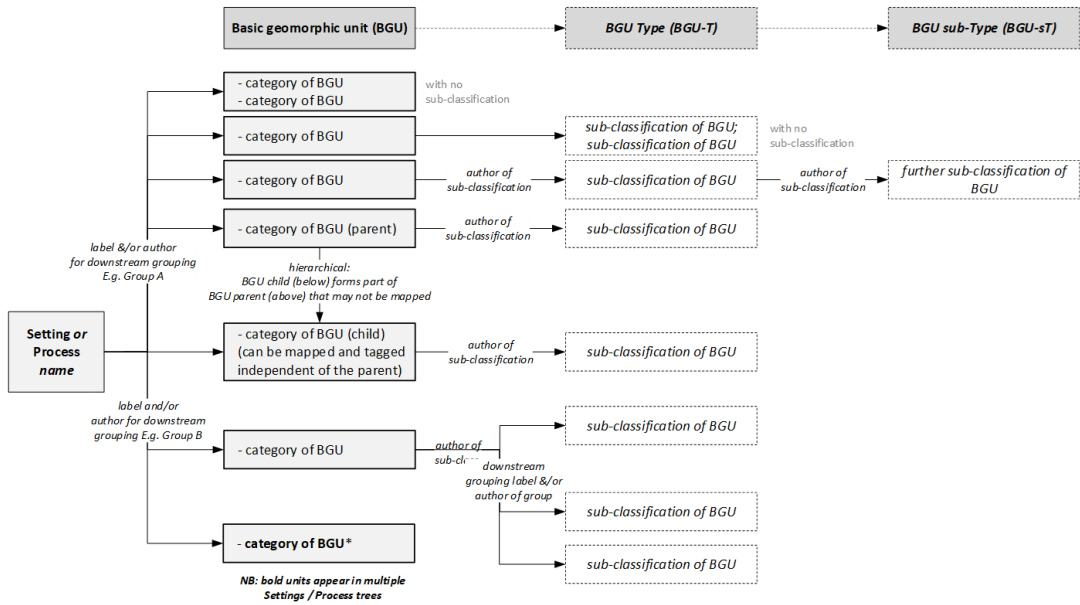 Basic geomorphic unit (BGU)
BGU Type (BGU-T)
BGU sub-Type (BGU-sT)
- category of BGU
- category of BGU
with no
sub-classification
- category of BGU
sub-classification of BGU;
sub-classification of BGU
with no
sub-classification
- category of BGU
author of
sub-classification
sub-classification of BGU
author of
sub-classification
further sub-classification of
BGU
- category of BGU (parent)
author of
sub-classification
sub-classification of BGU
label &/or author
for downstream grouping
E.g. Group A
hierarchical:
BGU child (below) forms part of
BGU parent (above) that may not be mapped
Setting or
Process
name
- category of BGU (child)
(can be mapped and tagged
independent of the parent)
author of
sub-classification
sub-classification of BGU
label and/or
author for downstream
grouping E.g. Group B
- category of BGU
author of
downstream
grouping label &/or
author of group
sub-classification of BGU
sub-classification of BGU
sub-classification of BGU
- category of BGU*
NB: bold units appear in multiple
Settings / Process trees